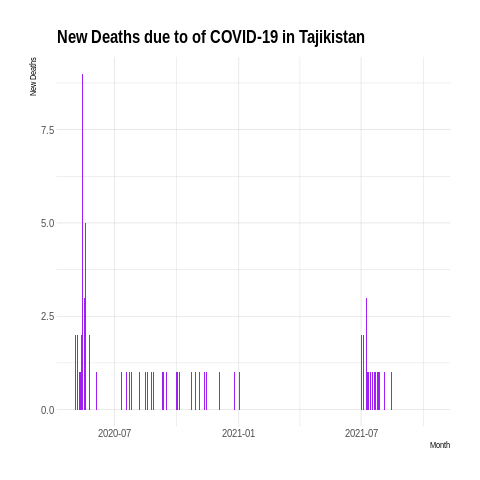 New Deaths due to of COVID-19 in Tajikistan
New Deaths
7.5
5.0
2.5
0.0
2020-07 2021-01 2021-07
Month